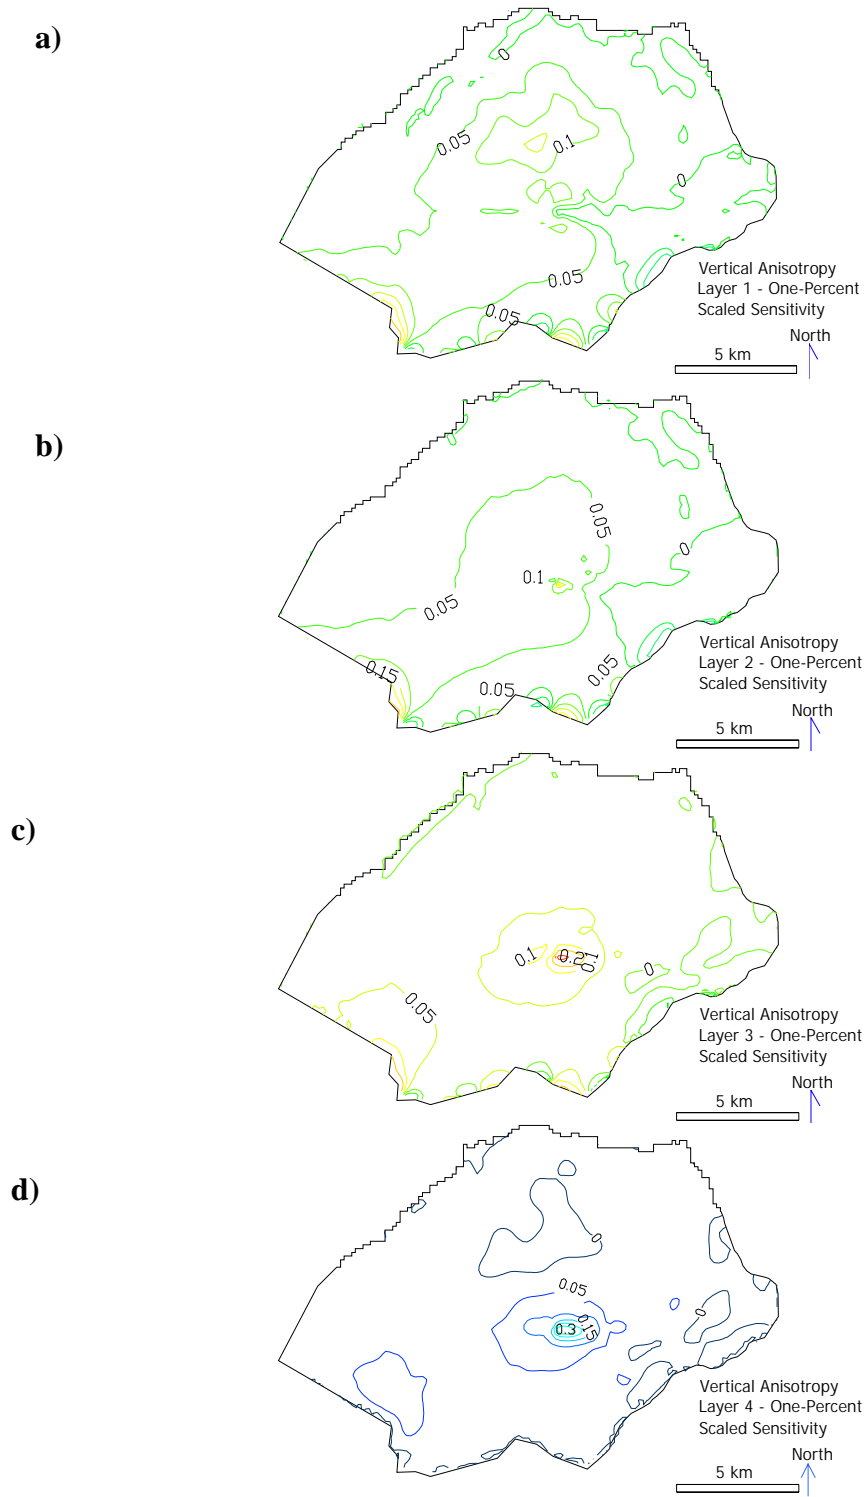 a)
0
0.05
0.1
0
0.05
0.05
Vertical Anisotropy
Layer 1 - One-Percent
Scaled Sensitivity
North
5 km
b)
0.05
0
0.1
0.05
0.15
0.05
0.05
Vertical Anisotropy
Layer 2 - One-Percent
Scaled Sensitivity
North
5 km
c)
0.1
0.2
0.1
0
0.05
Vertical Anisotropy
Layer 3 - One-Percent
Scaled Sensitivity
North
5 km
d)
0
0.05
0
0.3
0.15
Vertical Anisotropy
Layer 4 - One-Percent
Scaled Sensitivity
North
5 km